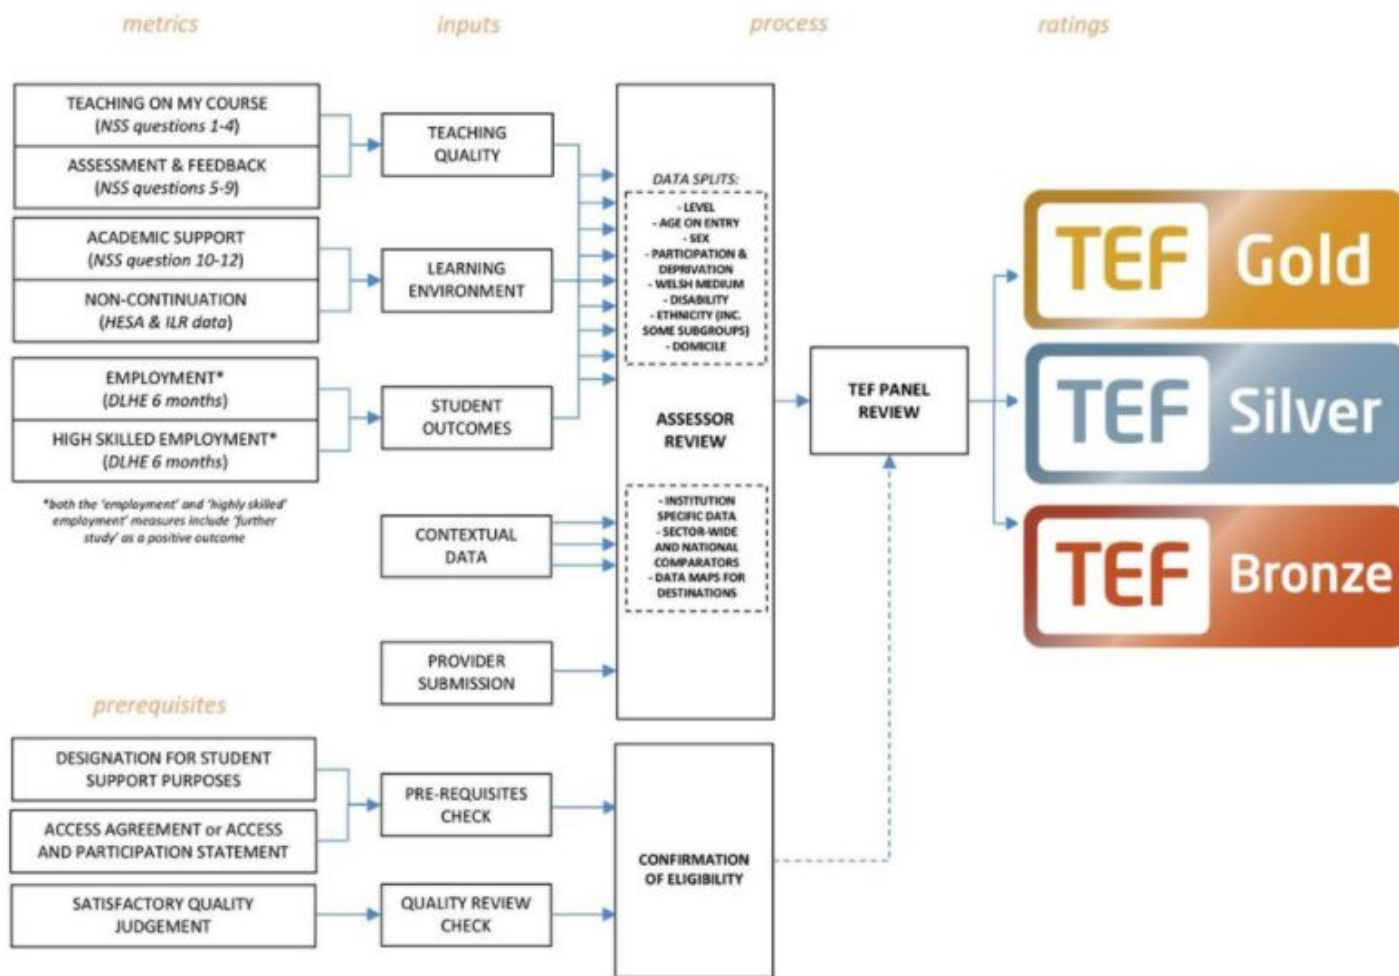 metrics
inputs
process
ratings
TEACHING ON MY COURSE
(NSS questions 1-4)
ASSESSMENT & FEEDBACK
(NSS questions 5-9)
ACADEMIC SUPPORT
(NSS question 10-12)
NON-CONTINUATION
(HESA & ILR data)
EMPLOYMENT*
(DLHE 6 months)
HIGH SKILLED EMPLOYMENT*
(DLHE 6 months)
*both the 'employment' and 'highly skilled'
employment' measures include 'further
study' as a positive outcome
TEACHING
QUALITY
LEARNING
ENVIRONMENT
STUDENT
OUTCOMES
CONTEXTUAL
DATA
PROVIDER
SUBMISSION
DATA SPLITS:
- LEVEL
- AGE ON ENTRY
- SEX
- PARTICIPATION &
DEPRIVATION
- WELSH MEDIUM
- DISABILITY
- ETHNICITY (INC.
SOME SUBGROUPS)
- DOMICILE
ASSESSOR
REVIEW
- INSTITUTION
SPECIFIC DATA
- SECTOR-WIDE
AND NATIONAL
COMPARATORS
- DATA MAPS FOR
DESTINATIONS
TEF PANEL
REVIEW
TEF Gold
TEF Silver
TEF Bronze
prerequisites
DESIGNATION FOR STUDENT
SUPPORT PURPOSES
ACCESS AGREEMENT or ACCESS
AND PARTICIPATION STATEMENT
SATISFACTORY QUALITY
JUDGEMENT
PRE-REQUISITES
CHECK
QUALITY REVIEW
CHECK
CONFIRMATION
OF ELIGIBILITY